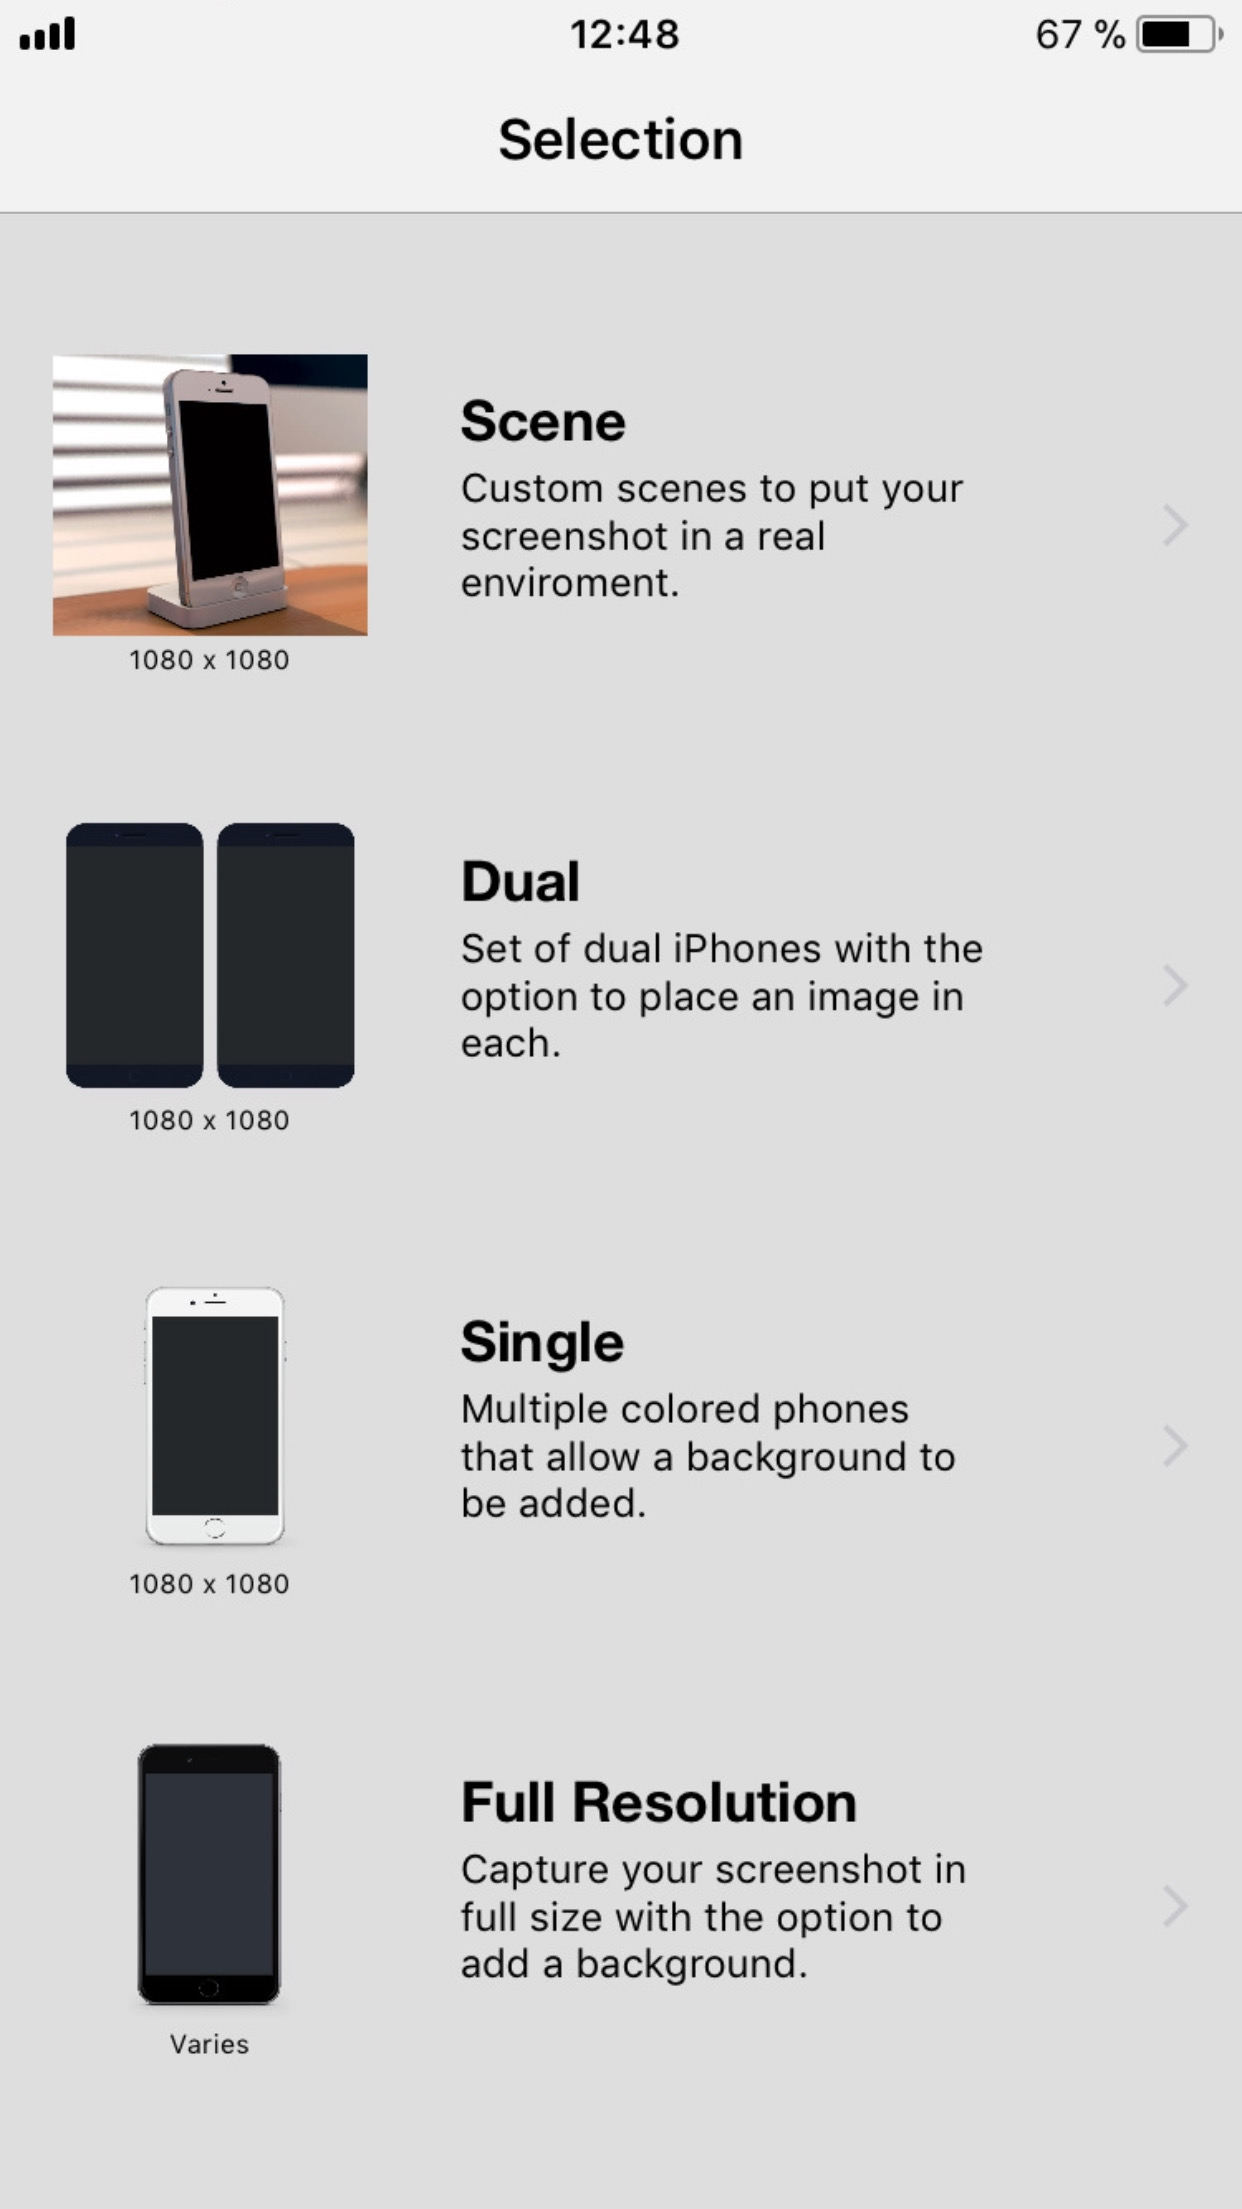 12:48
67 %
Selection
Scene
Custom scenes to put your
screenshot in a real
enviroment.
1080 x 1080
Dual
Set of dual iPhones with the
option to place an image in
each.
1080 x 1080
Single
Multiple colored phones
that allow a background to
be added.
1080 x 1080
Full Resolution
Capture your screenshot in
full size with the option to
add a background.
Varies